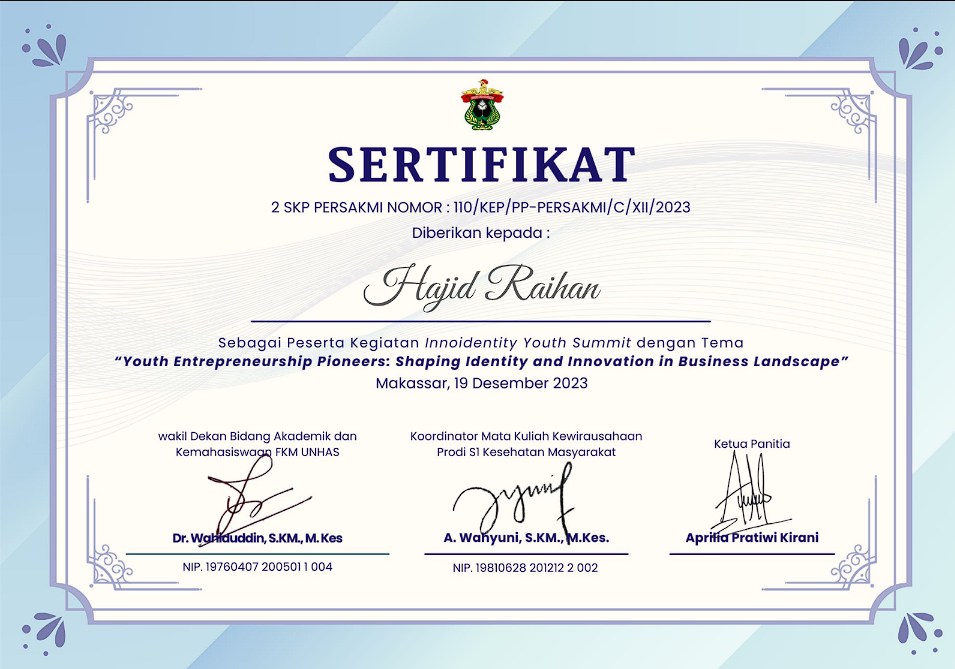 SERTIFIKAT
2 SKP PERSAKMI NOMOR : 110/KEP/PP-PERSAKMI/C/XII/2023
Diberikan kepada :
Hajid Raihan
Sebagai Peserta Kegiatan Innoidentity Youth Summit dengan Tema
“Youth Entrepreneurship Pioneers: Shaping Identity and Innovation in Business Landscape”
Makassar, 19 Desember 2023
wakil Dekan Bidang Akademik dan
Kemahasiswaan FKM UNHAS
Dr. Wahiduddin, S.KM., M. Kes
NIP. 19760407 200501 1 004
Koordinator Mata Kuliah Kewirausahaan
Prodi S1 Kesehatan Masyarakat
A. Wahyuni, S.KM., M.Kes.
NIP. 19810628 201212 2 002
Ketua Panitia
Aprilia Pratiwi Kirani